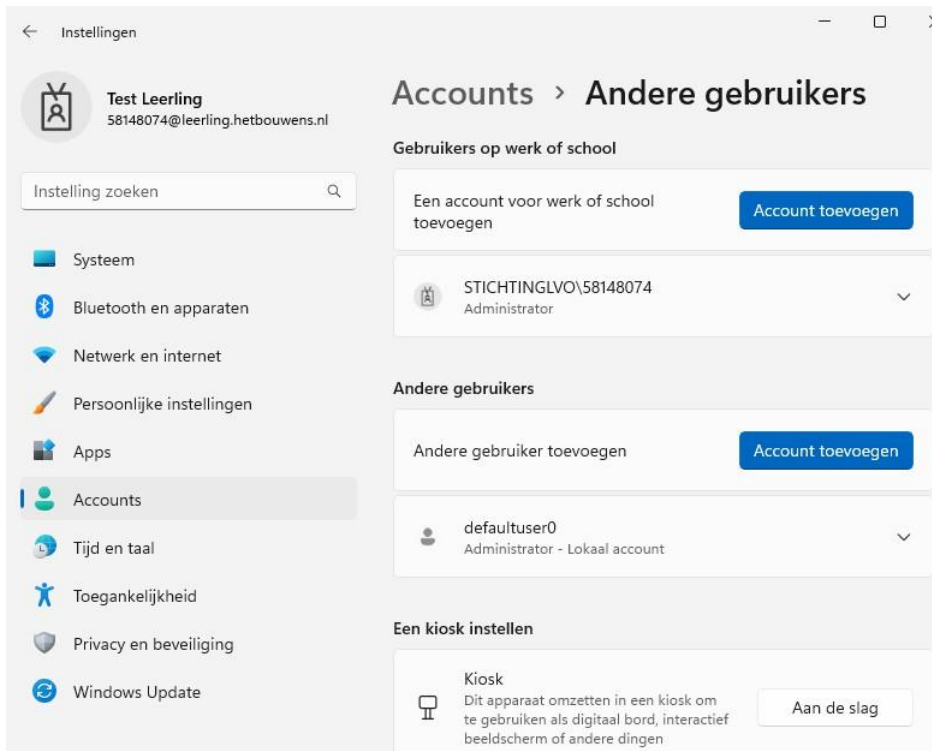 Instellingen
Test Leerling
58148074@leerling.hetbouwens.nl
Instelling zoeken
Systeem
Bluetooth en apparaten
Netwerk en internet
Persoonlijke instellingen
Apps
Accounts
Tijd en taal
Toegankelijkheid
Privacy en beveiliging
Windows Update
Accounts > Andere gebruikers
Gebruikers op werk of school
Een account voor werk of school
toevoegen
Account toevoegen
STICHTINGLVO\58148074
Administrator
Andere gebruikers
Andere gebruiker toevoegen
Account toevoegen
defaultuser0
Administrator - Lokaal account
Een kiosk instellen
Kiosk
Dit apparaat omzetten in een kiosk om
te gebruiken als digitaal bord, interactief
beeldscherm of andere dingen
Aan de slag